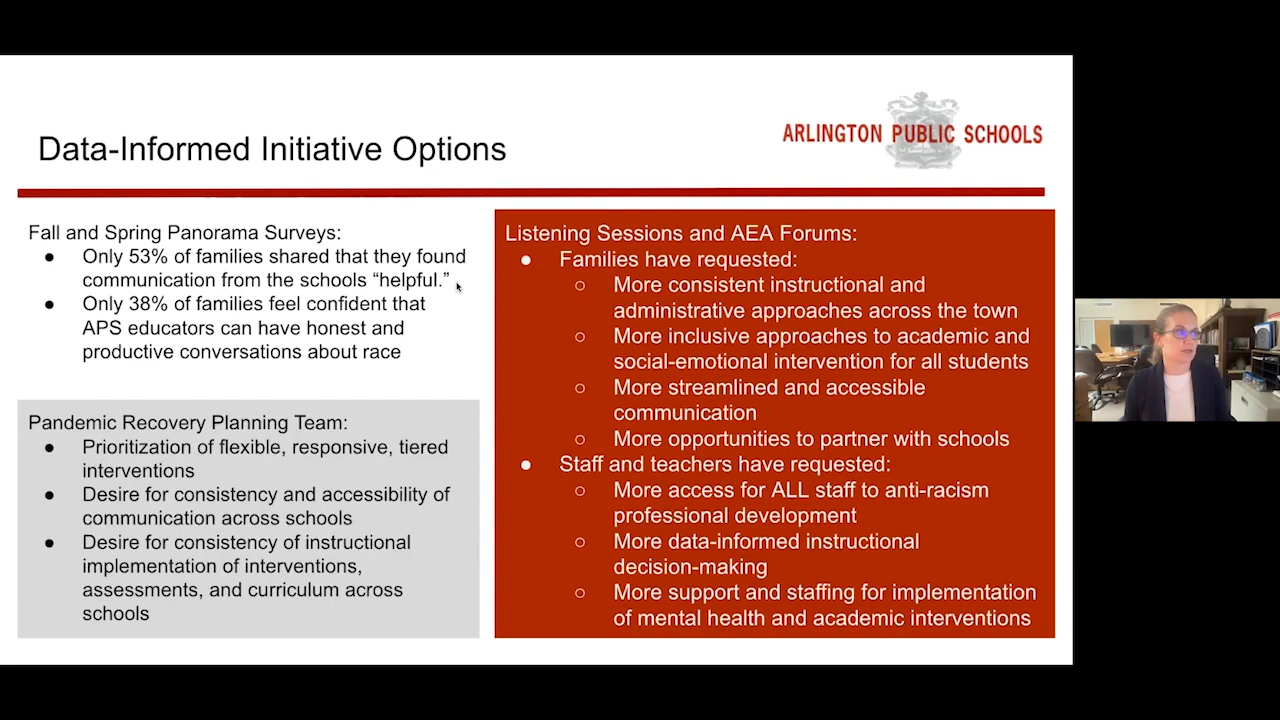 Data-Informed Initiative Options
ARLINGTON PUBLIC SCHOOLS
Fall and Spring Panorama Surveys:
● Only 53% of families shared that they found
communication from the schools “helpful.”
● Only 38% of families feel confident that
APS educators can have honest and
productive conversations about race
Pandemic Recovery Planning Team:
● Prioritization of flexible, responsive, tiered
interventions
● Desire for consistency and accessibility of
communication across schools
● Desire for consistency of instructional
implementation of interventions,
assessments, and curriculum across
schools
Listening Sessions and AEA Forums:
● Families have requested:
○ More consistent instructional and
administrative approaches across the town
○ More inclusive approaches to academic and
social-emotional intervention for all students
○ More streamlined and accessible
communication
○ More opportunities to partner with schools
● Staff and teachers have requested:
○ More access for ALL staff to anti-racism
professional development
○ More data-informed instructional
decision-making
○ More support and staffing for implementation
of mental health and academic interventions